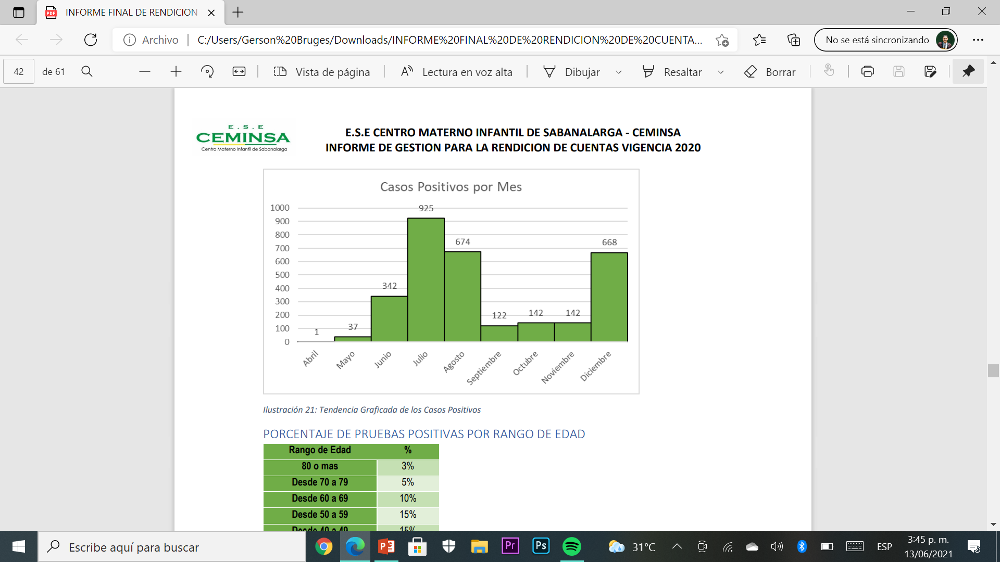 INFORME FINAL DE RENDICION
Archivo
C:/Users/Gerson%20Bruges/Downloads/INFORME%20FINAL%20DE%20RENDICION%20DE%20CUENTA...
No se está sincronizando
42
de 61
Vista de página
Lectura en voz alta
Dibujar
Resaltar
Borrar
E . S . E
CEMINSA
Centro Materno Infantil de Sabanalarga
E.S.E CENTRO MATERNO INFANTIL DE SABANALARGA - CEMINSA
INFORME DE GESTION PARA LA RENDICION DE CUENTAS VIGENCIA 2020
Casos Positivos por Mes
1000
900
800
700
600
500
400
300
200
100
0
1
37
342
925
674
122
142
142
668
Abril
Mayo
Junio
Julio
Agosto
Septiembre
Octubre
Noviembre
Diciembre
Ilustración 21: Tendencia Graficada de los Casos Positivos
PORCENTAJE DE PRUEBAS POSITIVAS POR RANGO DE EDAD
Rango de Edad %
80 o mas 3%
Desde 70 a 79 5%
Desde 60 a 69 10%
Desde 50 a 59 15%
Desde 40 a 49
Escribe aquí para buscar
31°C
ESP
3:45 p. m.
13/06/2021